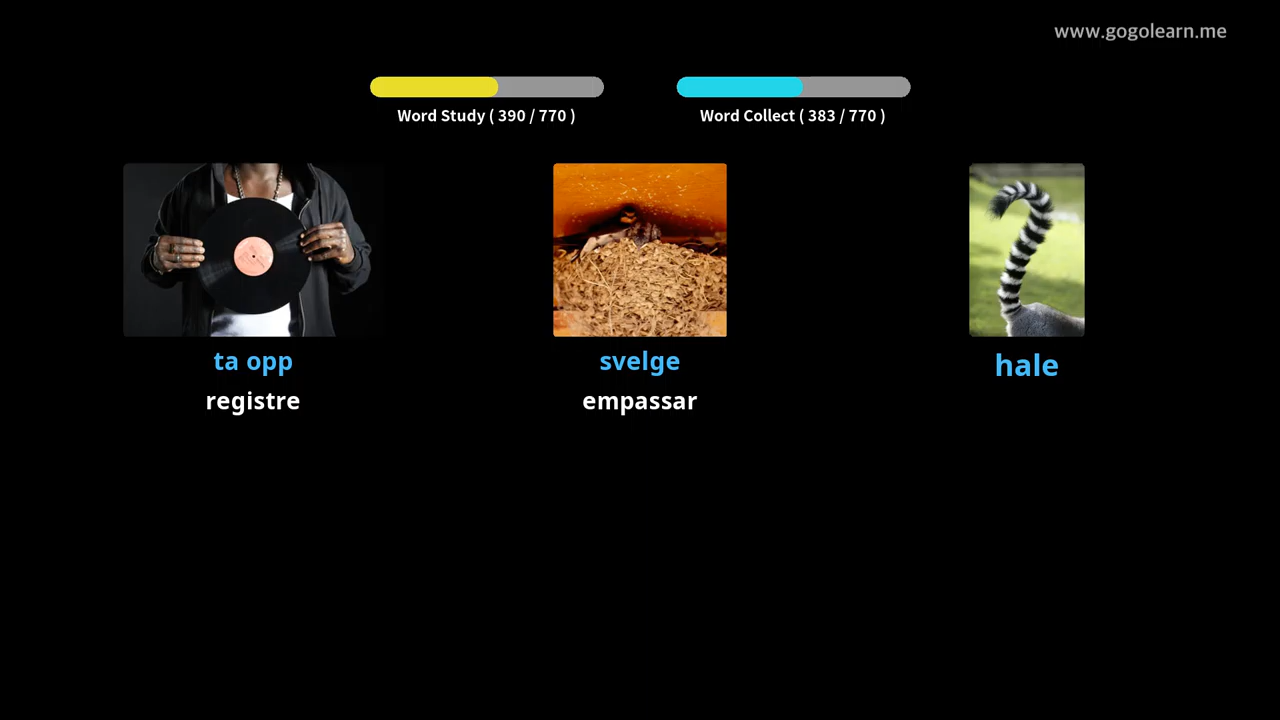 www.gogolearn.me
Word Study ( 390 / 770 )
Word Collect ( 383 / 770 )
ta opp
registre
svelge
empassar
hale